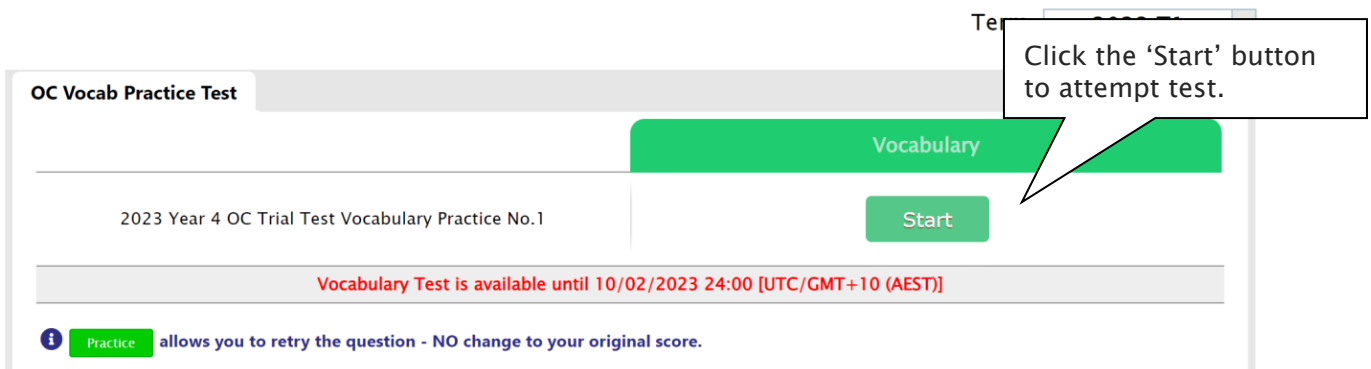 Click the ‘Start’ button
to attempt test.
OC Vocab Practice Test
Vocabulary
2023 Year 4 OC Trial Test Vocabulary Practice No.1
Start
Vocabulary Test is available until 10/02/2023 24:00 [UTC/GMT+10 (AEST)]
Practice allows you to retry the question - NO change to your original score.